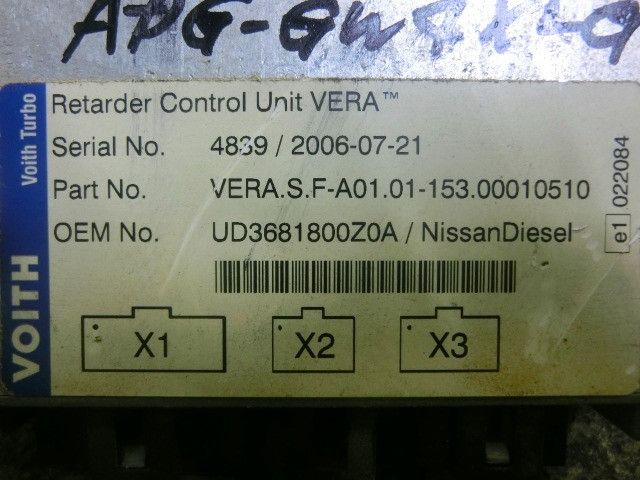 Retarder Control Unit VERA™
Serial No. 4839 / 2006-07-21
Part No. VERA.S.F-A01.01-153.00010510
OEM No. UD3681800Z0A / NissanDiesel
X1 X2 X3
VOITH Voith Turbo
e1 022084